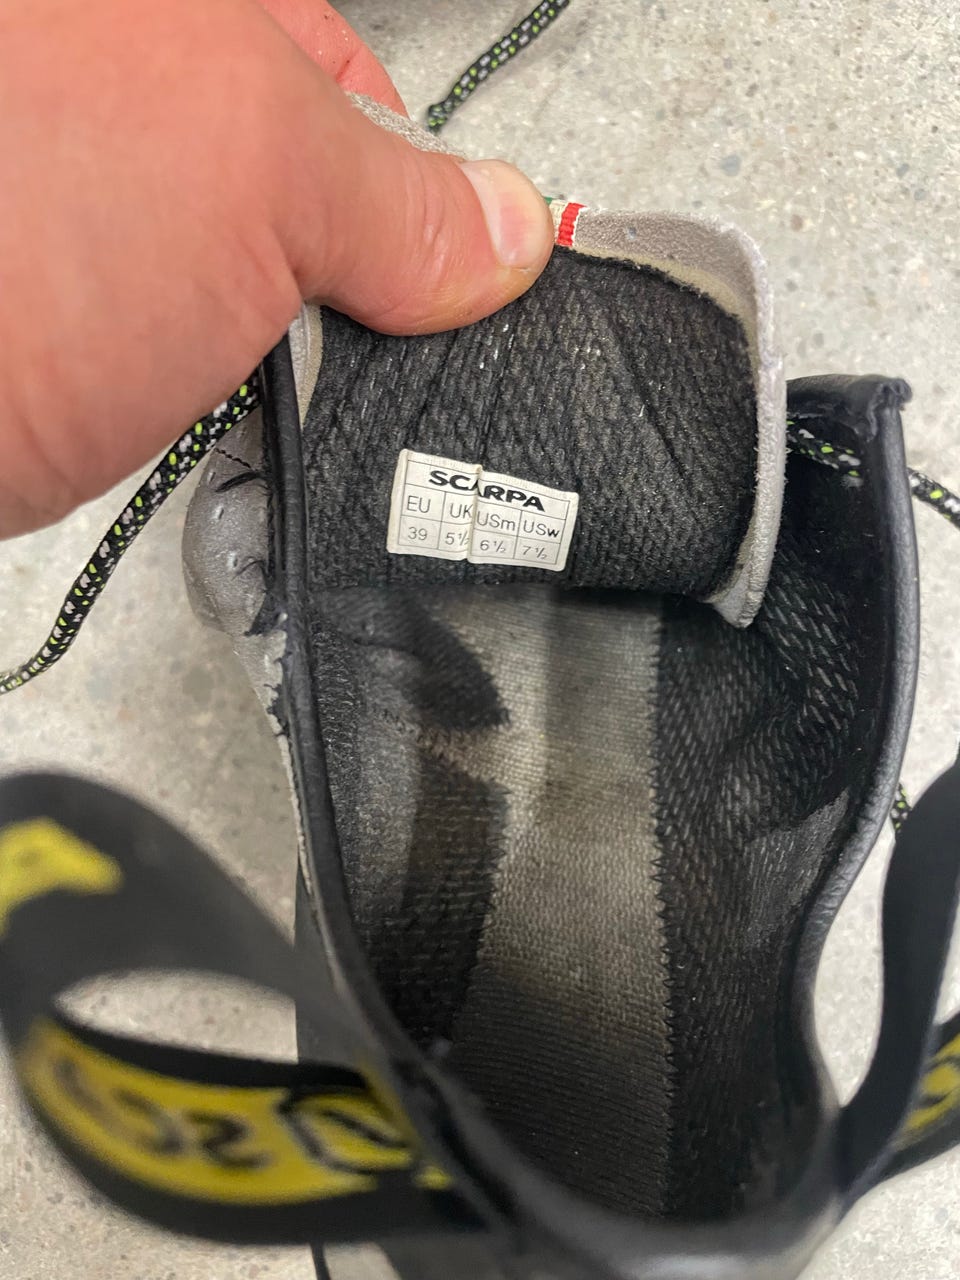 SCARPA
EU UK USm USw
39 5½ 6½ 7½